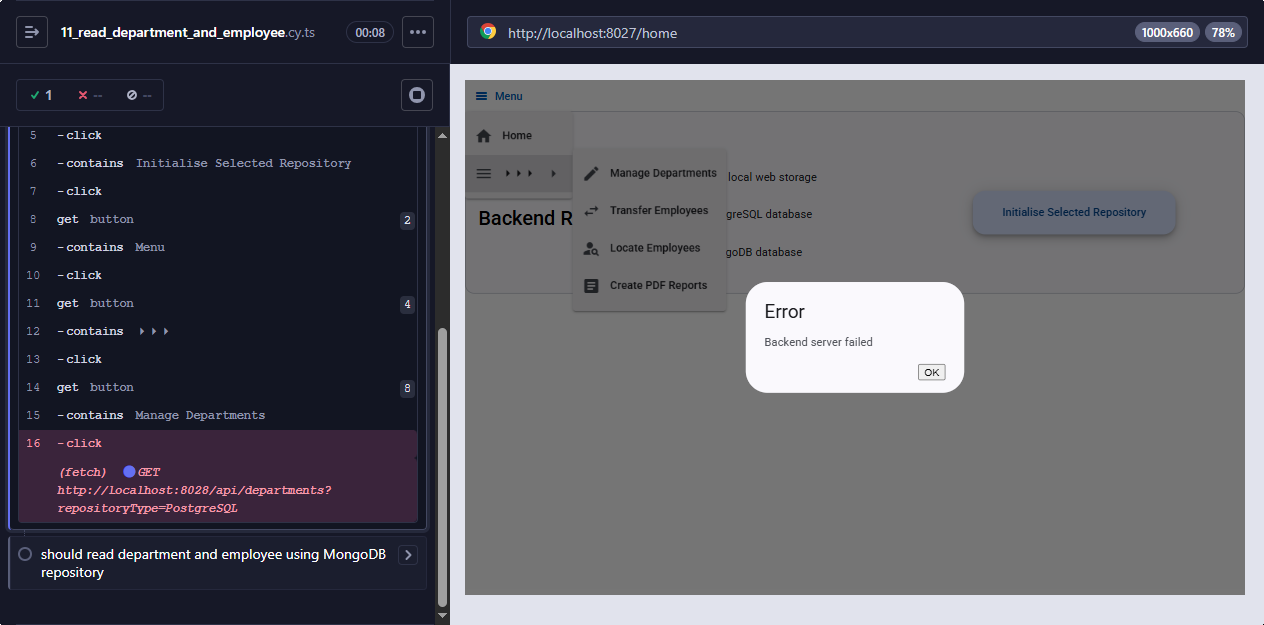 11_read_department_and_employee.cy.ts
00:08
1
--
--
5 -click
6 -contains Initialise Selected Repository
7 -click
8 get button 2
9 -contains Menu
10 -click
11 get button 4
12 -contains
13 -click
14 get button 8
15 -contains Manage Departments
16 -click
(fetch) GET
http://localhost:8028/api/departments?
repositoryType=PostgreSQL
should read department and employee using MongoDB
repository
http://localhost:8027/home
1000x660 78%
Menu
Home
Manage Departments
Transfer Employees
Locate Employees
Create PDF Reports
Backend R
local web storage
greSQL database
goDB database
Initialise Selected Repository
Error
Backend server failed
OK